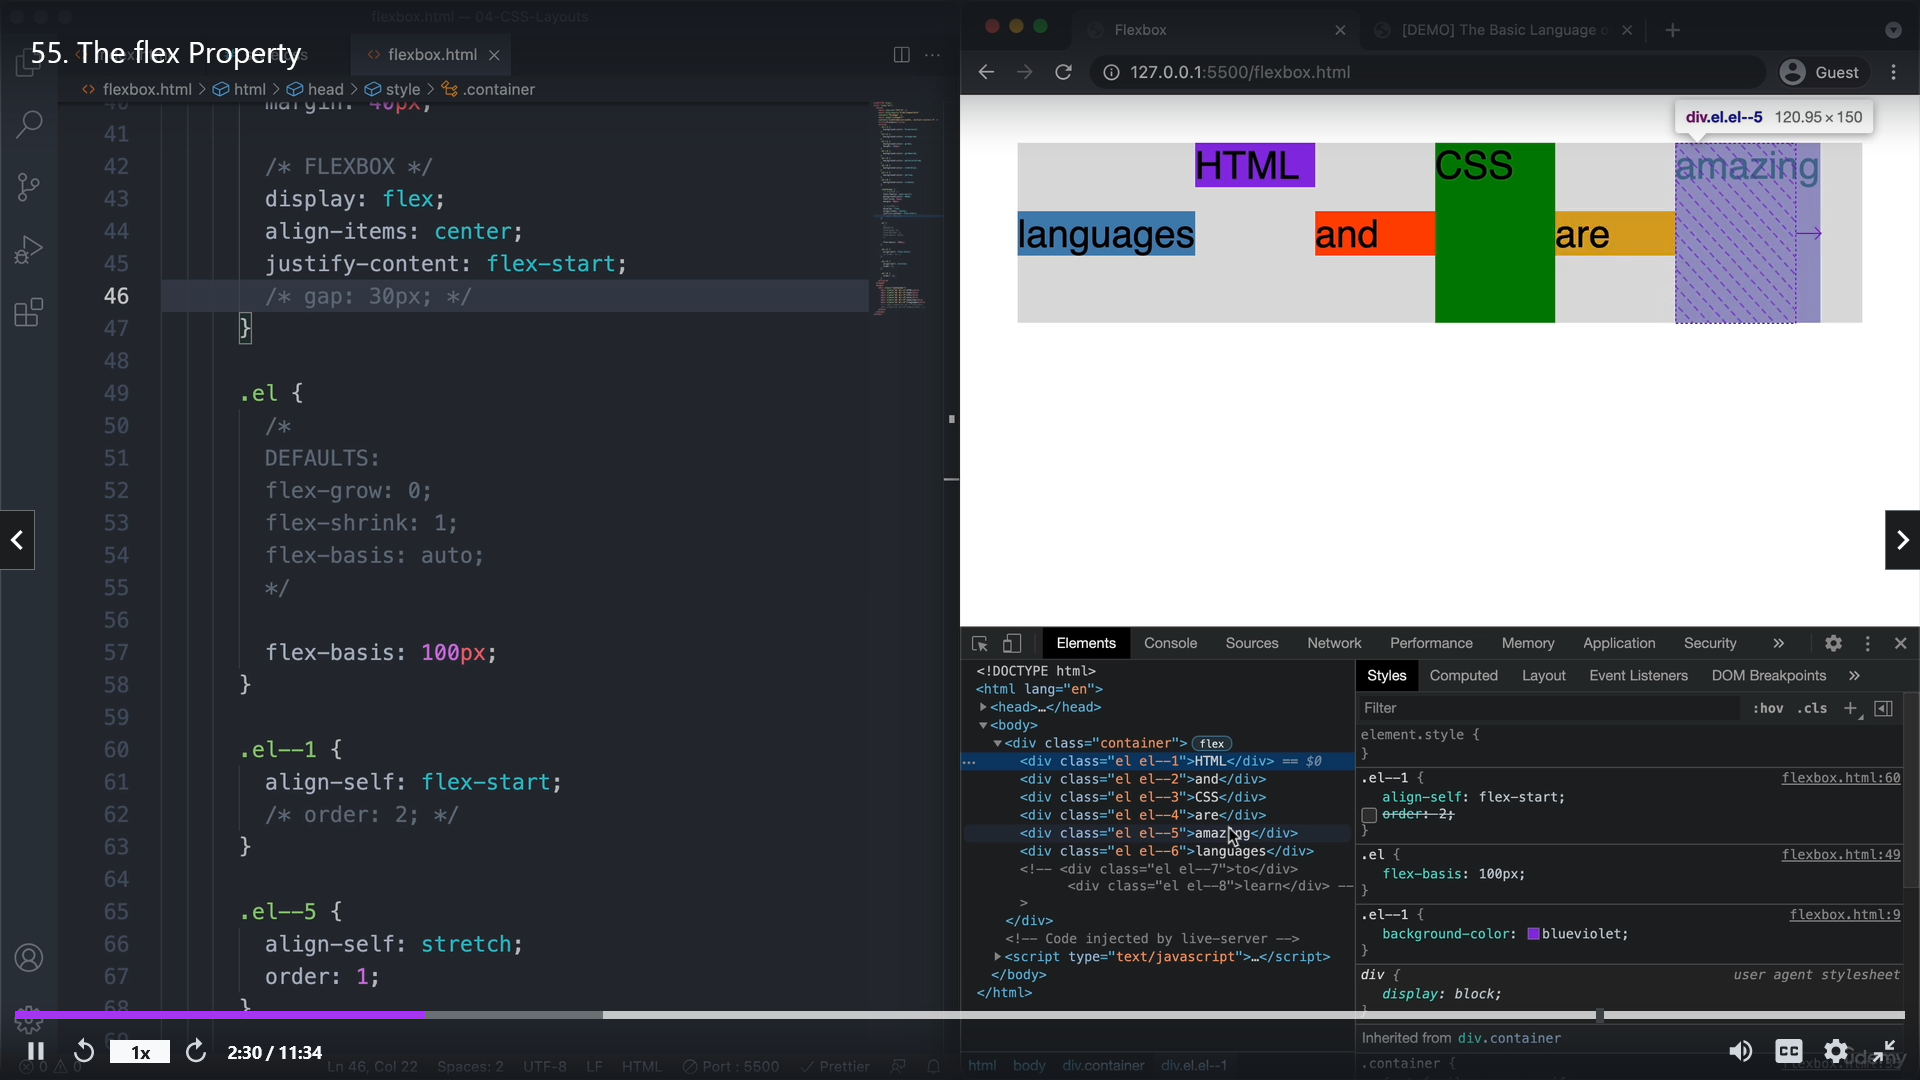 flexbox.html — 04-CSS-Layouts
55. The flex Property
flexbox.html
flexbox.html > html > head > style > .container
40 margin: 40px;
41
42 /* FLEXBOX */
43 display: flex;
44 align-items: center;
45 justify-content: flex-start;
46 /* gap: 30px; */
47 }
48
49 .el {
50 /*
51 DEFAULTS:
52 flex-grow: 0;
53 flex-shrink: 1;
54 flex-basis: auto;
55 */
56
57 flex-basis: 100px;
58 }
59
60 .el--1 {
61 align-self: flex-start;
62 /* order: 2; */
63 }
64
65 .el--5 {
66 align-self: stretch;
67 order: 1;
68 }
69
1x
2:30 / 11:34
0 0 Ln 46, Col 22 Spaces: 2 UTF-8 LF HTML Port : 5500 Prettier
Flexbox
[DEMO] The Basic Language o
127.0.0.1:5500/flexbox.html
Guest
div.el.el--5 120.95×150
HTML CSS amazing
languages and are
Elements Console Sources Network Performance Memory Application Security »
<!DOCTYPE html>
<html lang="en">
<head>…</head>
<body>
<div class="container"> flex
<div class="el el--1">HTML</div> == $0
<div class="el el--2">and</div>
<div class="el el--3">CSS</div>
<div class="el el--4">are</div>
<div class="el el--5">amazing</div>
<div class="el el--6">languages</div>
<!-- <div class="el el--7">to</div>
<div class="el el--8">learn</div> --
>
</div>
<!-- Code injected by live-server -->
<script type="text/javascript">…</script>
</body>
</html>
html body div.container div.el.el--1
Styles Computed Layout Event Listeners DOM Breakpoints »
Filter :hov .cls +
element.style {
}
.el--1 { flexbox.html:60
align-self: flex-start;
order: 2;
}
.el { flexbox.html:49
flex-basis: 100px;
}
.el--1 { flexbox.html:9
background-color: blueviolet;
}
div { user agent stylesheet
display: block;
}
Inherited from div.container
.container {
CC
ûdemy